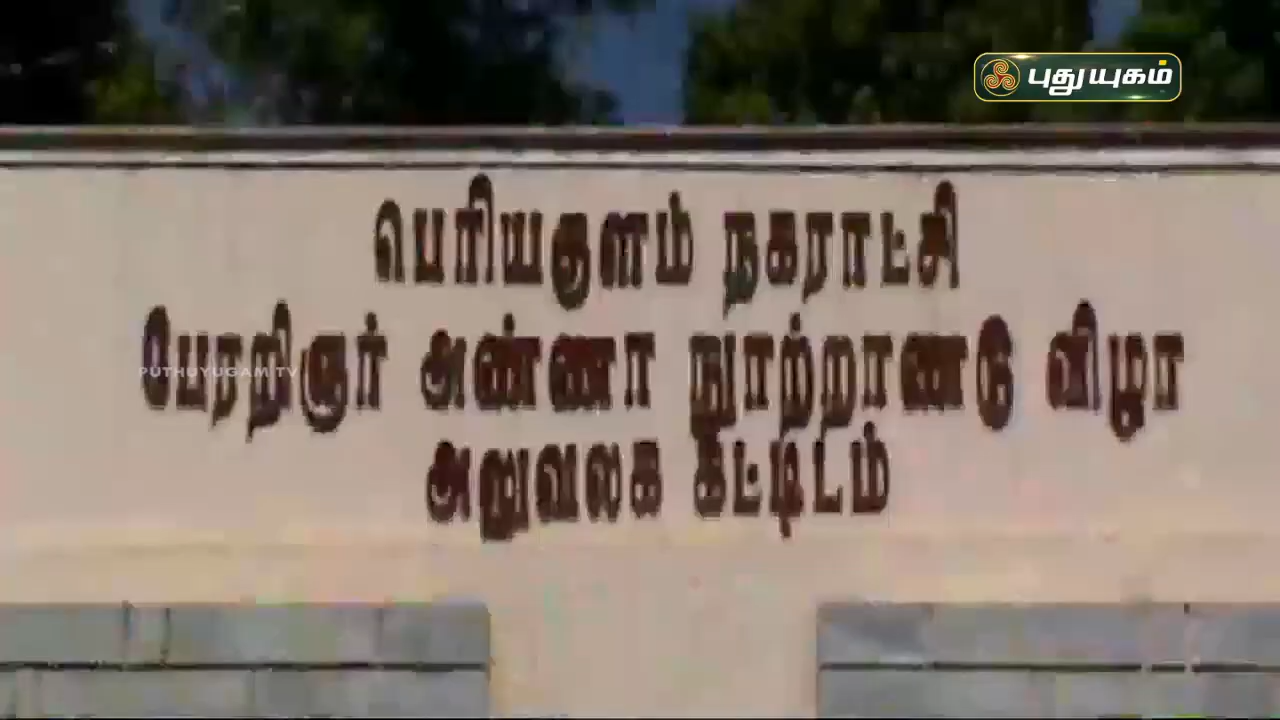 புதுயுகம்
பெரியகுளம் நகராட்சி
பேரறிஞர் அண்ணா நூற்றாண்டு விழா
PUTHUYUGAM TV
அலுவலக கட்டிடம்